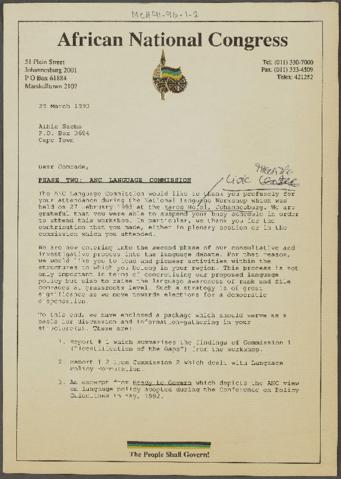 MCH91-96-1-2
African National Congress
51 Plein Street
Johannesburg 2001
P O Box 61884
Marshalltown 2107
Tel: (011) 330-7000
Fax: (011) 333-4509
Telex: 421252
29 March 1993
Albie Sachs
P.O. Box 3604
Cape Town
Dear Comrade,
PHASE TWO: ANC LANGUAGE COMMISSION
Civic Centre
The ANC Language Commission would like to thank you profusely for
your attendance during the National Language Workshop which was
held on 27 February 1993 at the Karos Hotel, Johannesburg. We are
grateful that you were able to suspend your busy schedule in order
to attend this workshop. In particular, we thank you for the
contribution that you made, either in plenary session or in the
commission which you attended.
We are now entering into the second phase of our consultative and
investigative process into the language debate. For that reason,
we would like you to lead and pioneer activities within the
structures to which you belong in your region. This process is not
only important in terms of concretising our proposed language
policy but also to raise the language awareness of rank and file
comrades at grassroots level. Such a strategy is of great
significance as we move towards elections for a democratic
dispensation.
To this end, we have enclosed a package which should serve as a
basis for discussion and information-gathering in your
structure(s). These are:
1. Report # 1 which summarises the findings of Commission 1
("Identification of the Gaps") from the workshop.
2. Report # 2 from Commission 2 which dealt with Language
Policy Formulation.
3. An excerpt from Ready to Govern which depicts the ANC view
on language policy adopted during the Conference on Policy
Guidelines in May, 1992.
The People Shall Govern!